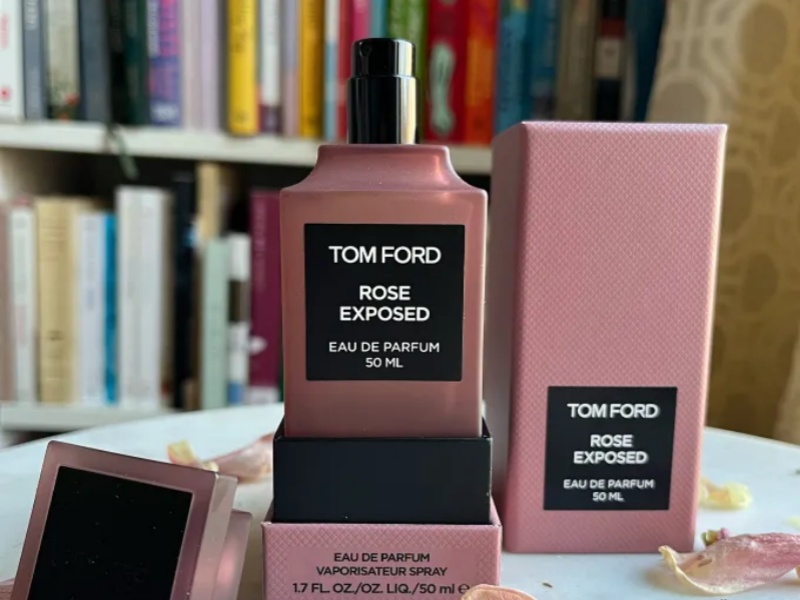 TOM FORD
ROSE
EXPOSED
EAU DE PARFUM
50 ML
EAU DE PARFUM
VAPORISATEUR SPRAY
1.7 FL. OZ./OZ. LIQ./50 ml e
TOM FORD
ROSE
EXPOSED
EAU DE PARFUM
50 ML